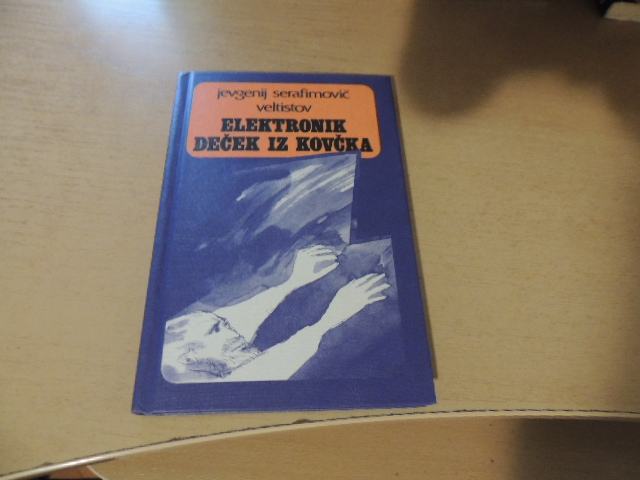 jevgenij serafimovič
veltistov
ELEKTRONIK
DEČEK IZ KOVČKA